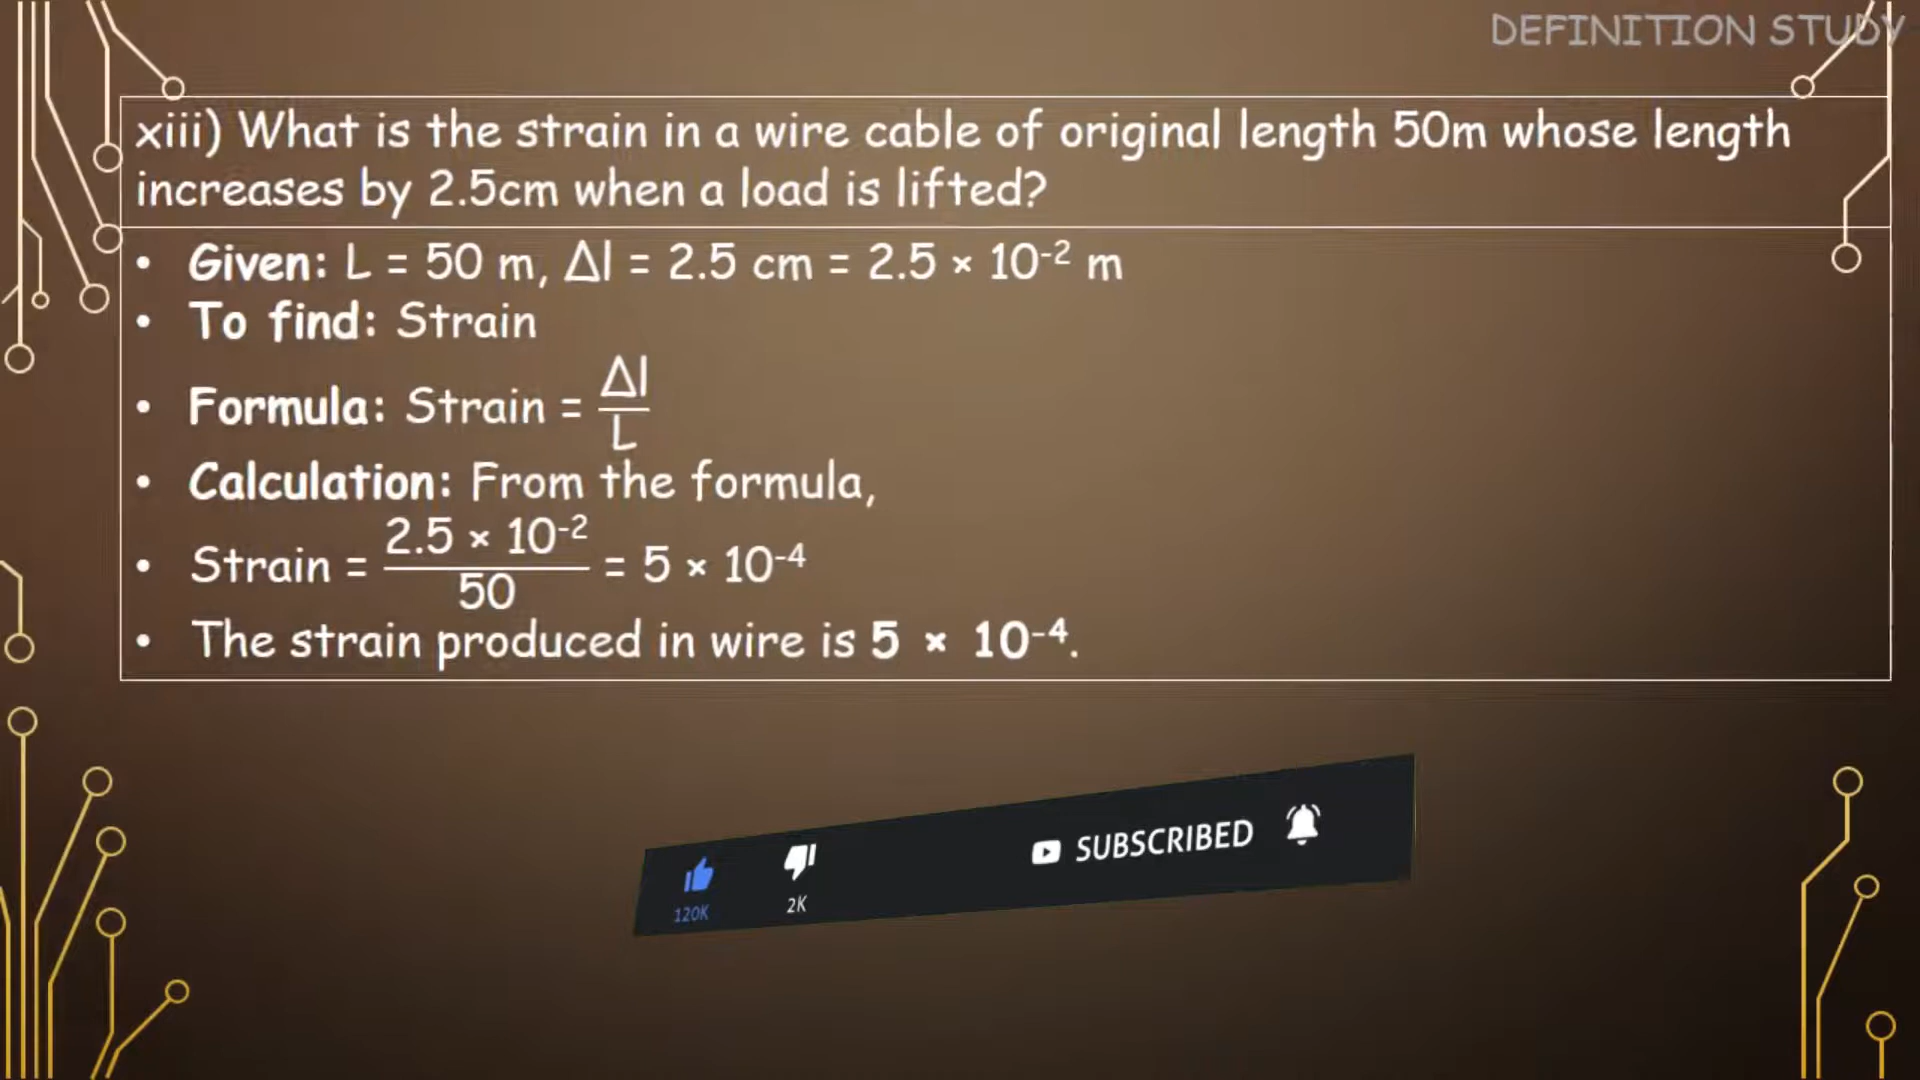 DEFINITION STUDY
xiii) What is the strain in a wire cable of original length 50m whose length
increases by 2.5cm when a load is lifted?
• Given: L = 50 m, Δl = 2.5 cm = 2.5 × 10⁻² m
• To find: Strain
• Formula: Strain = Δl/L
• Calculation: From the formula,
• Strain = 2.5 × 10⁻²/50 = 5 × 10⁻⁴
• The strain produced in wire is 5 × 10⁻⁴.
SUBSCRIBED
120K 2K